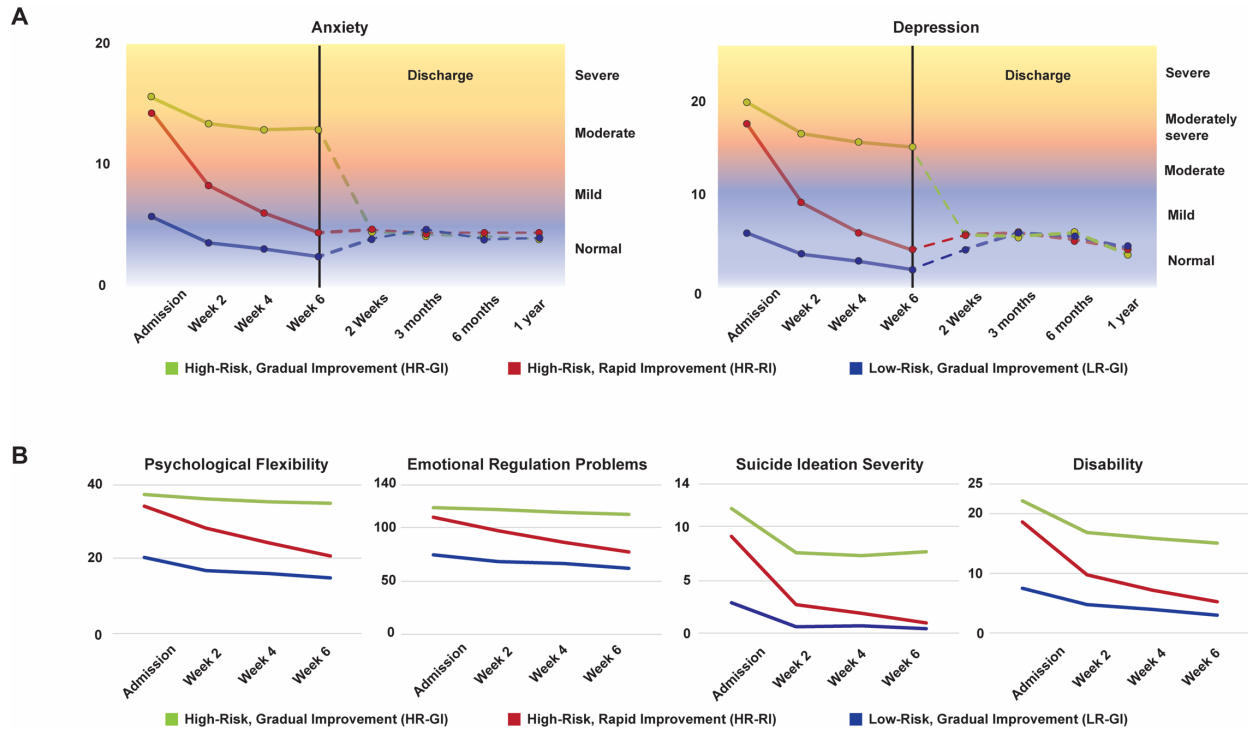 A
Anxiety
Depression
20
10
0
Discharge
Severe
Moderate
Mild
Normal
Admission
Week 2
Week 4
Week 6
2 Weeks
3 months
6 months
1 year
20
10
0
Discharge
Severe
Moderately
severe
Moderate
Mild
Normal
Admission
Week 2
Week 4
Week 6
2 Weeks
3 months
6 months
1 year
High-Risk, Gradual Improvement (HR-GI)
High-Risk, Rapid Improvement (HR-RI)
Low-Risk, Gradual Improvement (LR-GI)
B
Psychological Flexibility
40
20
0
Admission
Week 2
Week 4
Week 6
Emotional Regulation Problems
140
100
50
0
Admission
Week 2
Week 4
Week 6
Suicide Ideation Severity
14
10
5
0
Admission
Week 2
Week 4
Week 6
Disability
25
20
10
0
Admission
Week 2
Week 4
Week 6
High-Risk, Gradual Improvement (HR-GI)
High-Risk, Rapid Improvement (HR-RI)
Low-Risk, Gradual Improvement (LR-GI)